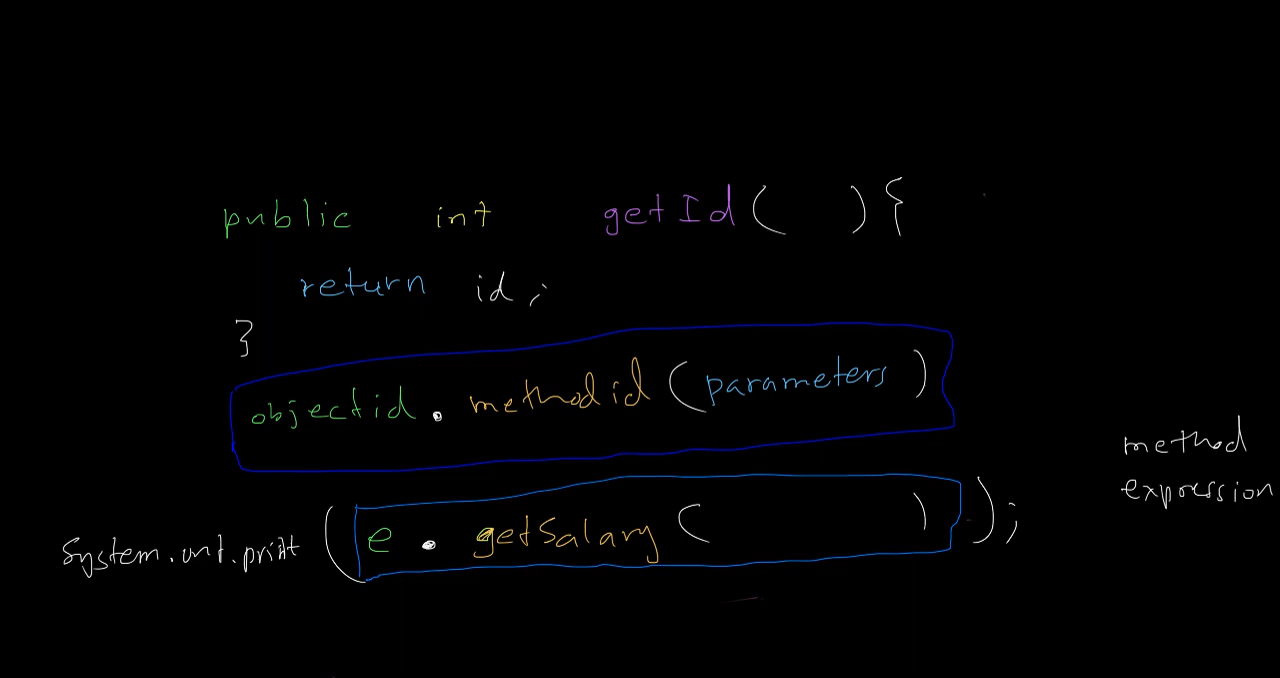 public int getId( ){
return id;
}
objectid.methodid(parameters)
method
expression
System.out.print(e.getSalary( ));